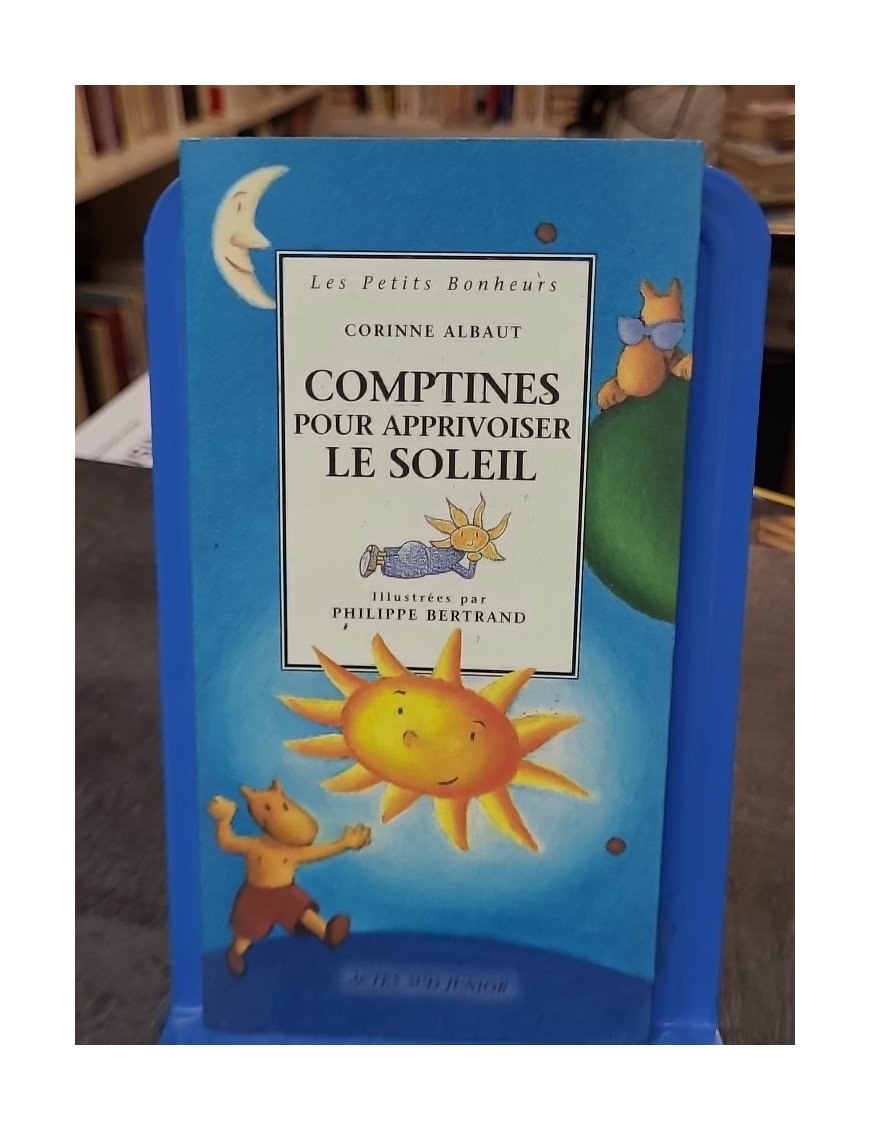 Les Petits Bonheurs
CORINNE ALBAUT
COMPTINES
POUR APPRIVOISER
LE SOLEIL
Illustrées par
PHILIPPE BERTRAND
ACTES SUD JUNIOR